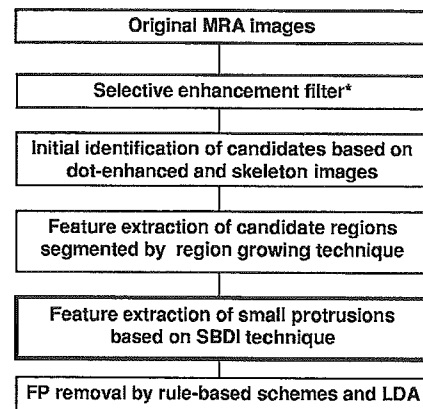 Original MRA images
Selective enhancement filter*
Initial identification of candidates based on
dot-enhanced and skeleton images
Feature extraction of candidate regions
segmented by region growing technique
Feature extraction of small protrusions
based on SBDI technique
FP removal by rule-based schemes and LDA